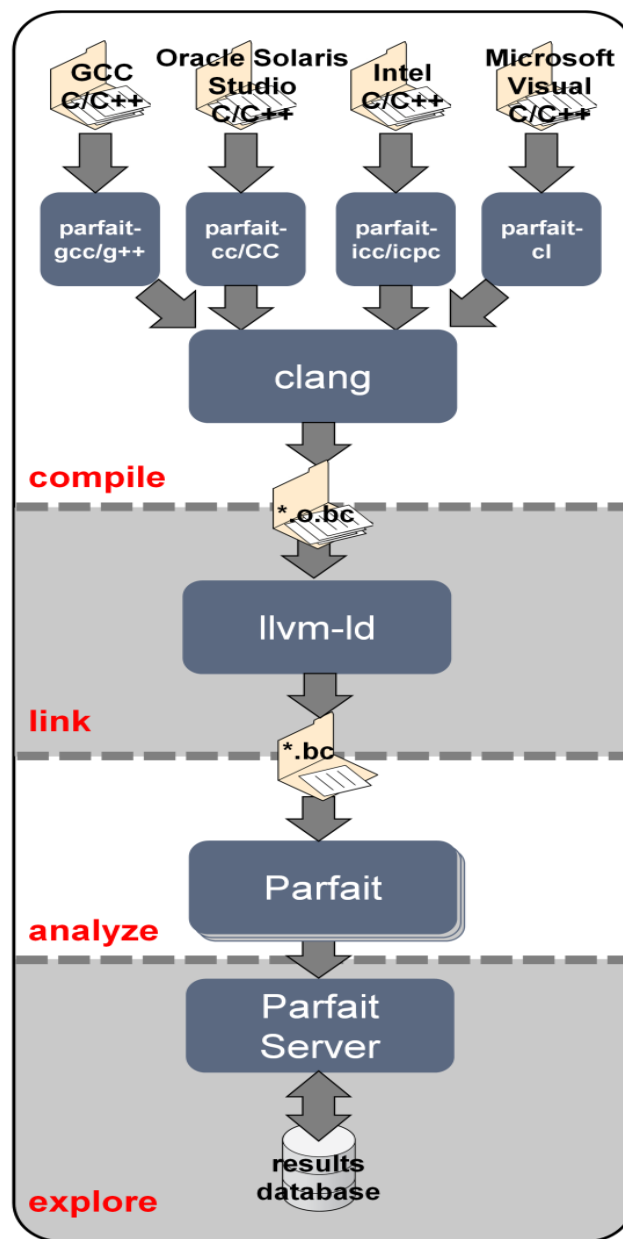 GCC
C/C++
Oracle Solaris
Studio
C/C++
Intel
C/C++
Microsoft
Visual
C/C++
parfait-
gcc/g++
parfait-
cc/CC
parfait-
icc/icpc
parfait-
cl
clang
compile
*.o.bc
llvm-ld
link
*.bc
Parfait
analyze
Parfait
Server
results
database
explore